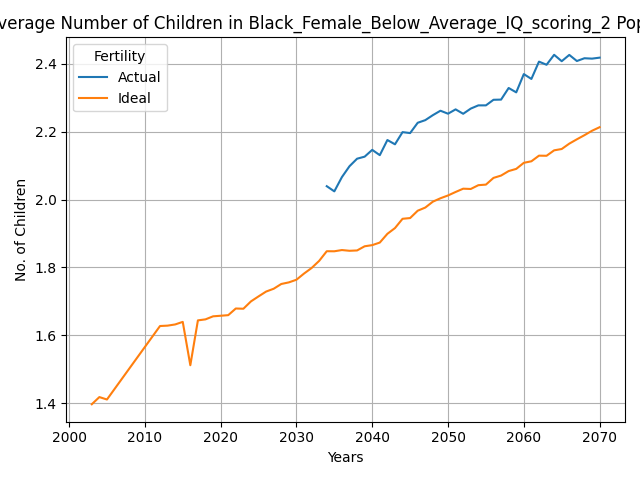 verage Number of Children in Black_Female_Below_Average_IQ_scoring_2 Pop
Fertility
Actual
Ideal
No. of Children
2.4
2.2
2.0
1.8
1.6
1.4
2000 2010 2020 2030 2040 2050 2060 2070
Years